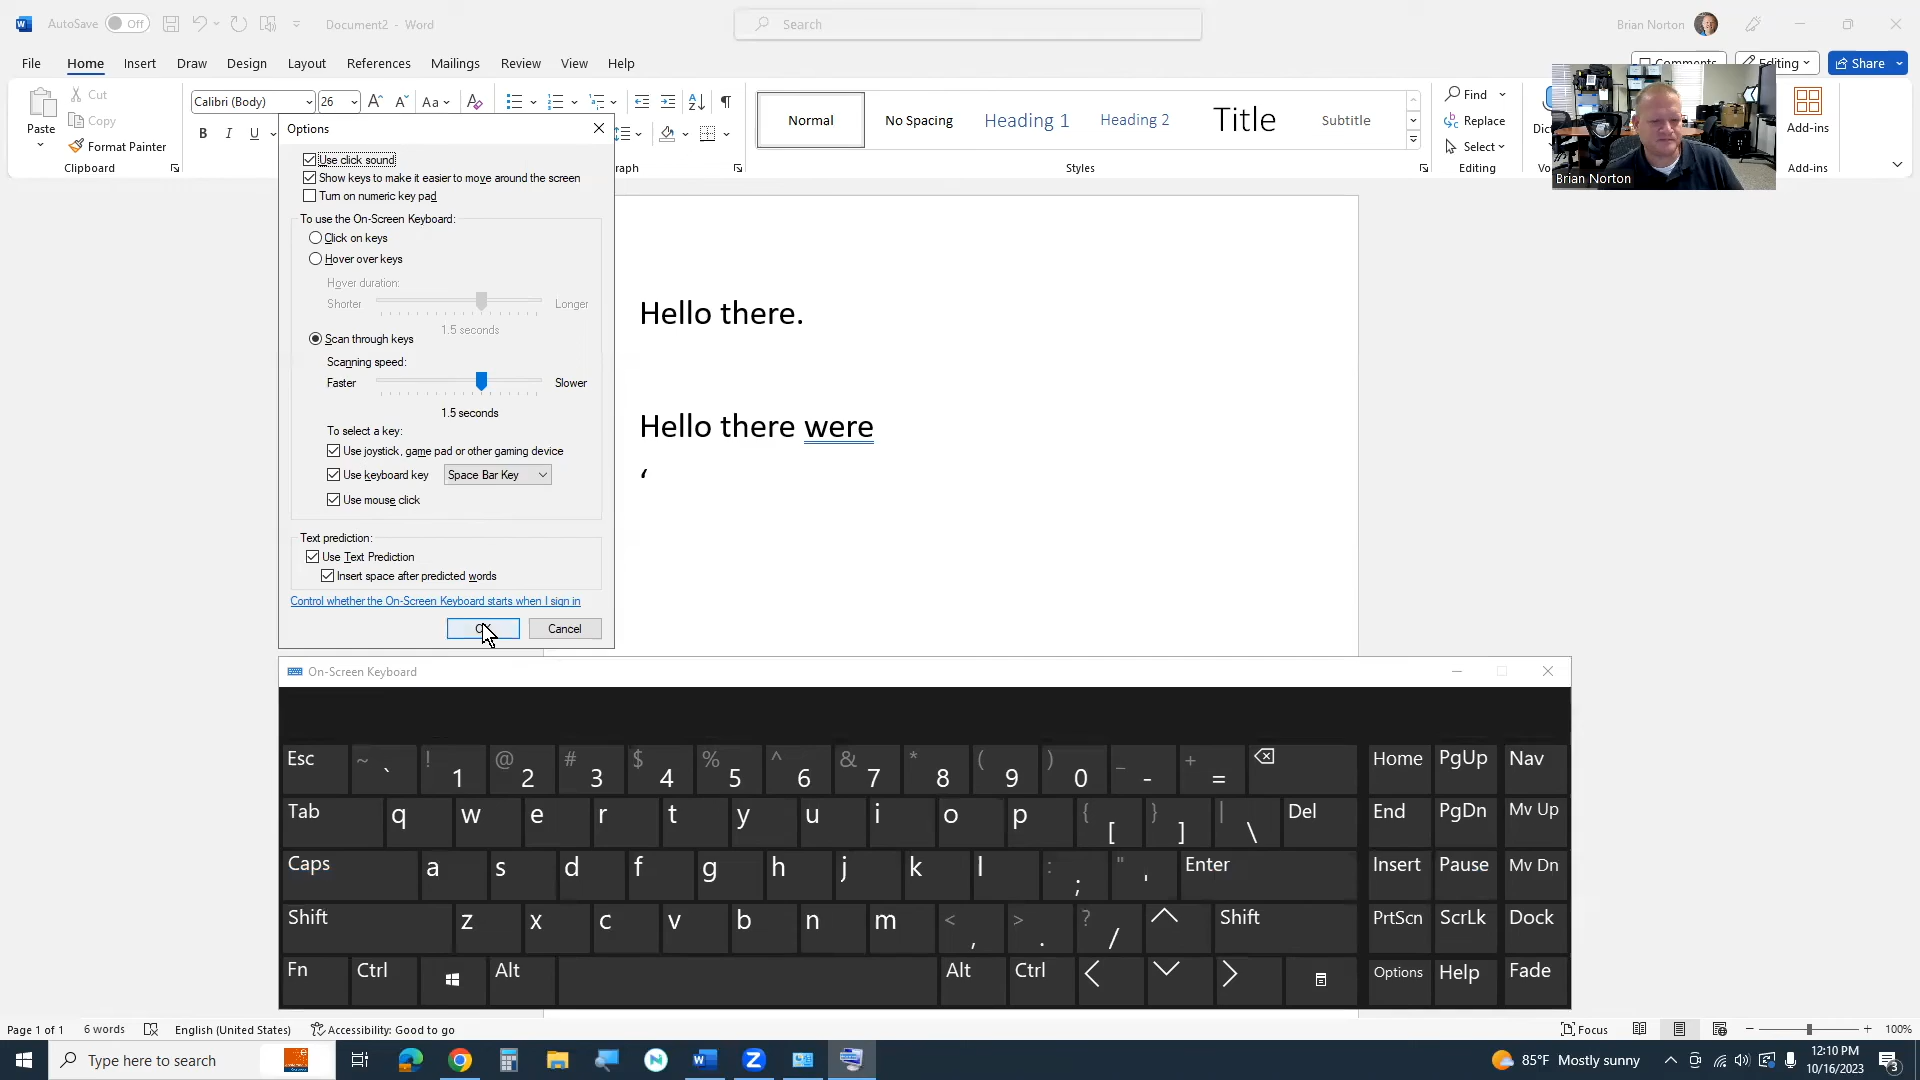 AutoSave Off Document2 - Word Search Brian Norton
File Home Insert Draw Design Layout References Mailings Review View Help Comments Editing Share
Paste Cut Copy Format Painter Clipboard
Calibri (Body) 26 Aa
B I U
Normal No Spacing Heading 1 Heading 2 Title Subtitle
Styles
Find Replace Select Editing
Add-ins
Add-ins
Brian Norton
Options
Use click sound
Show keys to make it easier to move around the screen
Turn on numeric key pad
To use the On-Screen Keyboard:
Click on keys
Hover over keys
Hover duration:
Shorter Longer
1.5 seconds
Scan through keys
Scanning speed:
Faster Slower
1.5 seconds
To select a key:
Use joystick, game pad or other gaming device
Use keyboard key Space Bar Key
Use mouse click
Text prediction:
Use Text Prediction
Insert space after predicted words
Control whether the On-Screen Keyboard starts when I sign in
Cancel
Hello there.
Hello there were
‘
On-Screen Keyboard
Esc ~ ` ! 1 @ 2 # 3 $ 4 % 5 ^ 6 & 7 * 8 ( 9 ) 0 _ - + = Home PgUp Nav
Tab q w e r t y u i o p { [ } ] | \ Del End PgDn Mv Up
Caps a s d f g h j k l : ; " ' Enter Insert Pause Mv Dn
Shift z x c v b n m < , > . ? / Shift PrtScn ScrLk Dock
Fn Ctrl Alt Alt Ctrl Options Help Fade
Page 1 of 1 6 words English (United States) Accessibility: Good to go Focus 100%
Type here to search 85°F Mostly sunny 12:10 PM
10/16/2023 3